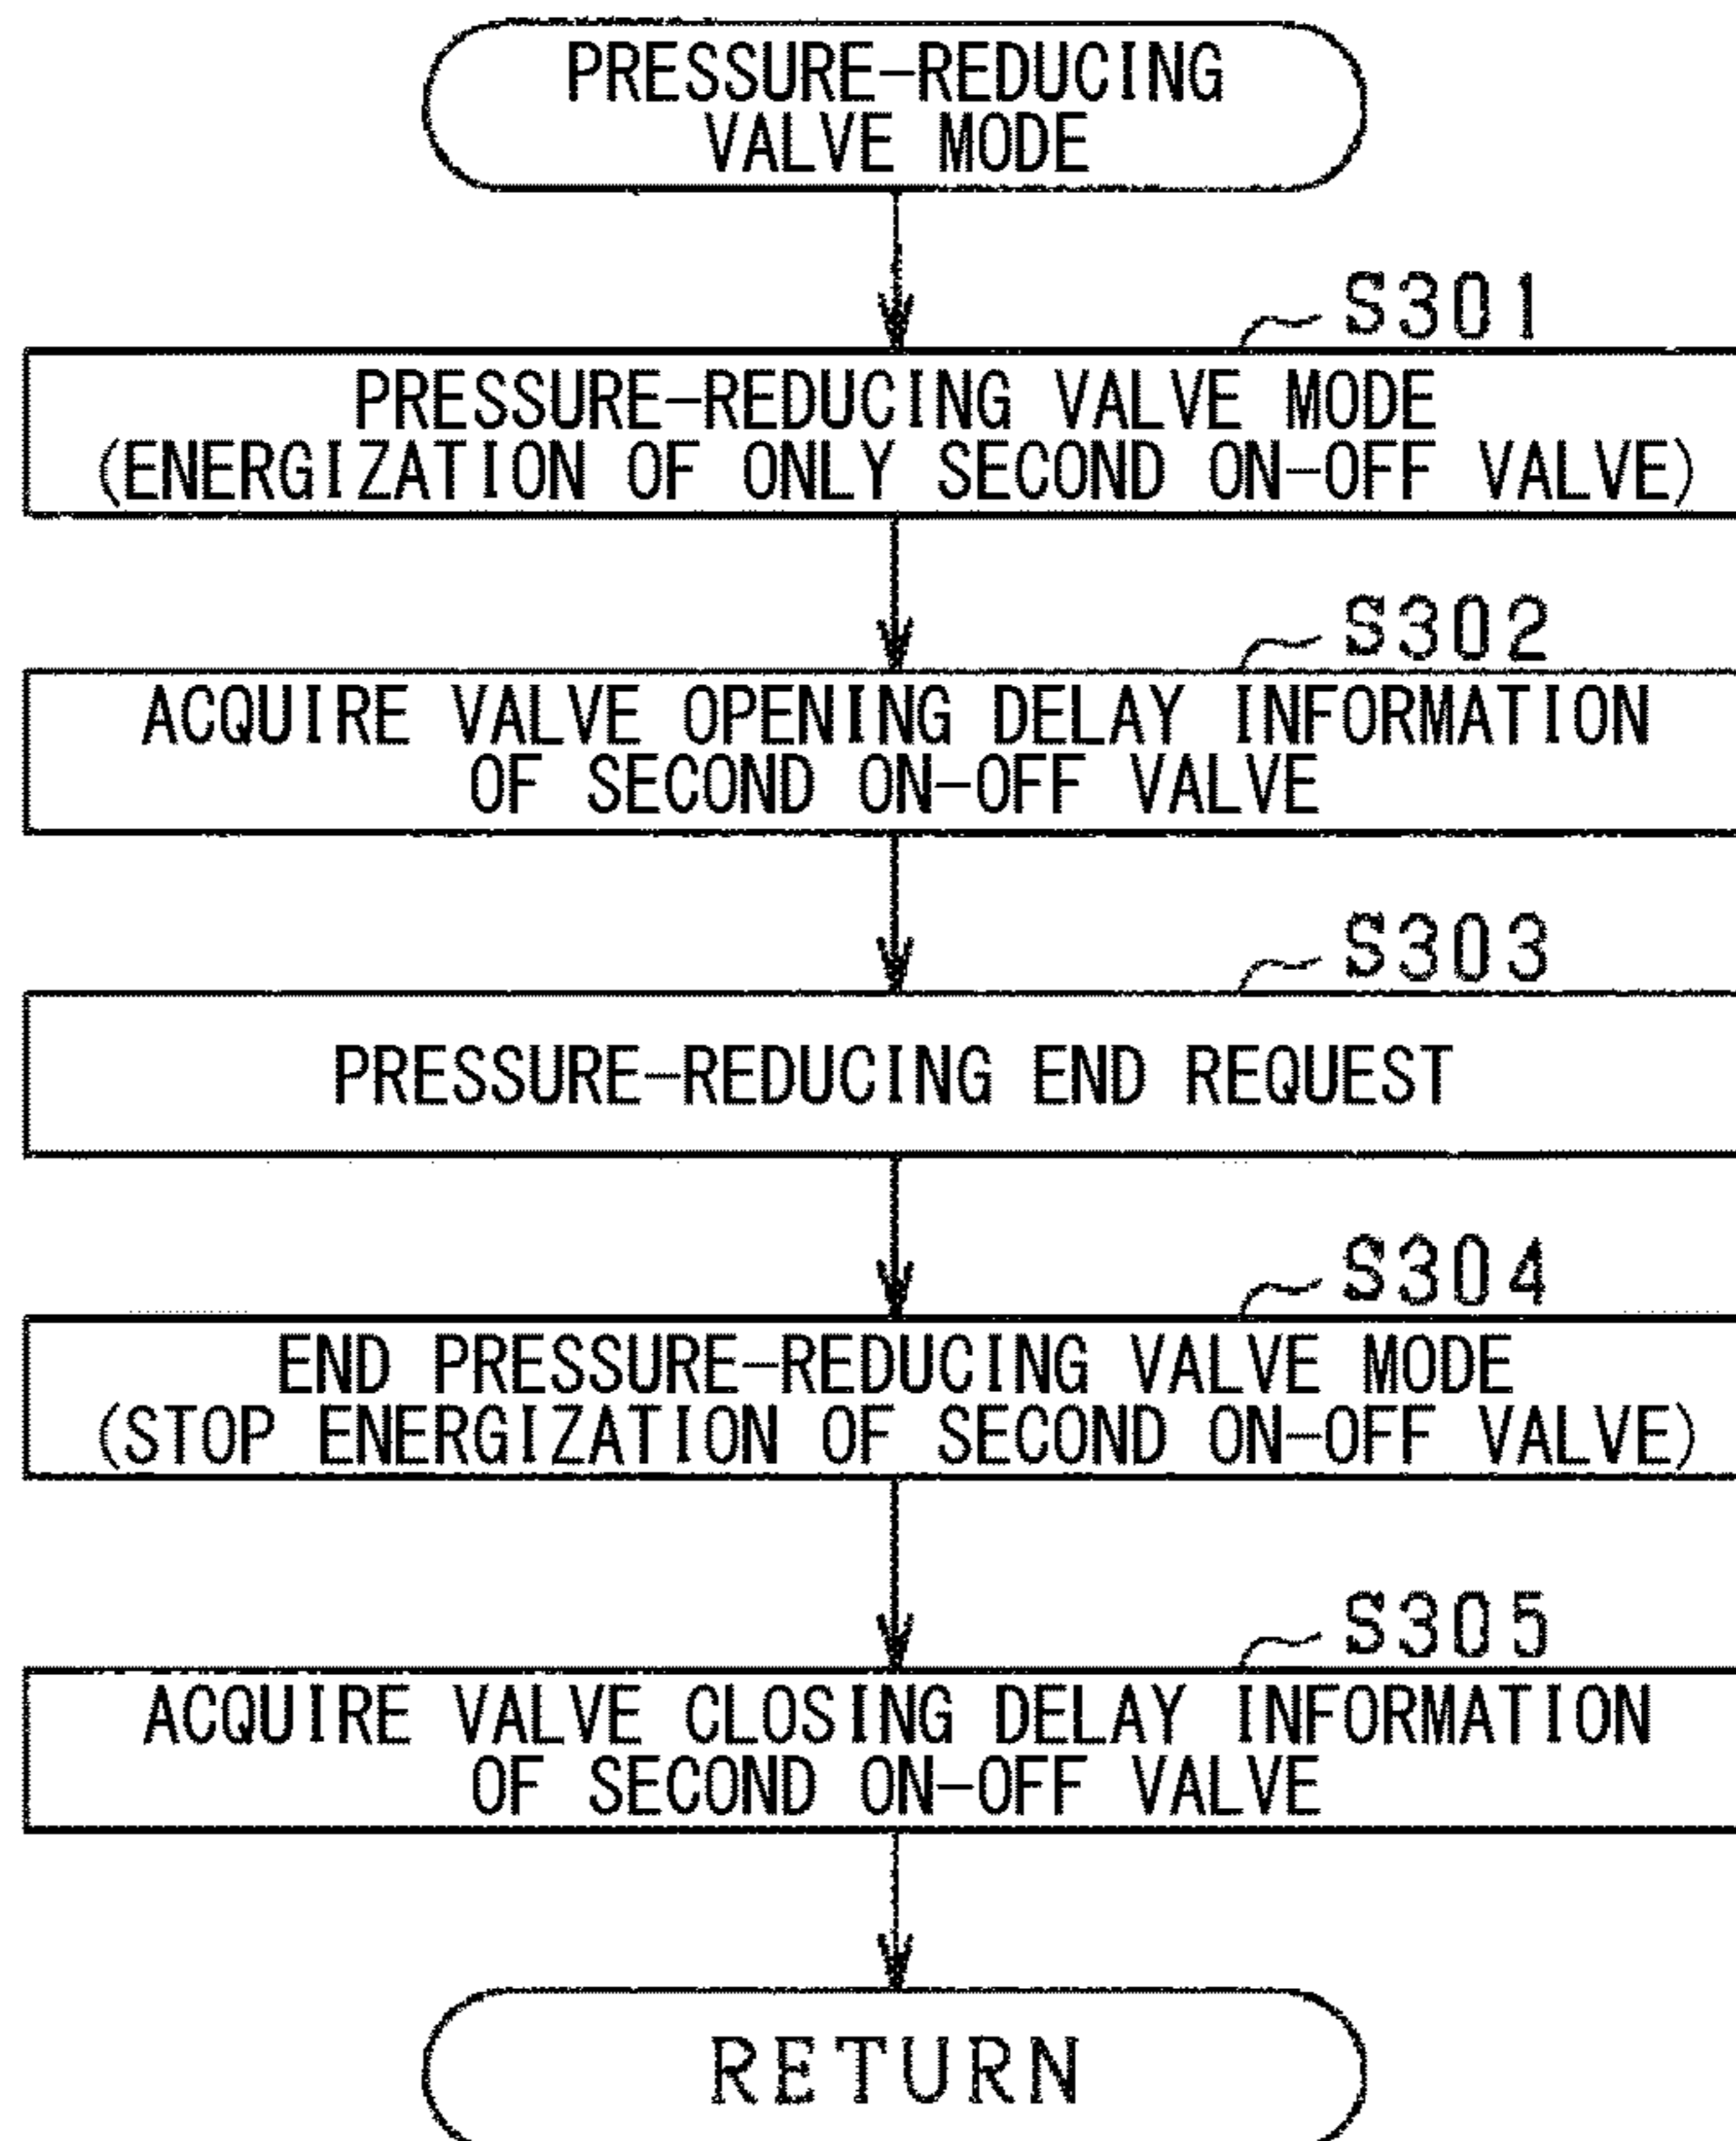 PRESSURE-REDUCING
VALVE MODE
S301
PRESSURE-REDUCING VALVE MODE
(ENERGIZATION OF ONLY SECOND ON-OFF VALVE)
S302
ACQUIRE VALVE OPENING DELAY INFORMATION
OF SECOND ON-OFF VALVE
S303
PRESSURE-REDUCING END REQUEST
S304
END PRESSURE-REDUCING VALVE MODE
(STOP ENERGIZATION OF SECOND ON-OFF VALVE)
S305
ACQUIRE VALVE CLOSING DELAY INFORMATION
OF SECOND ON-OFF VALVE
RETURN